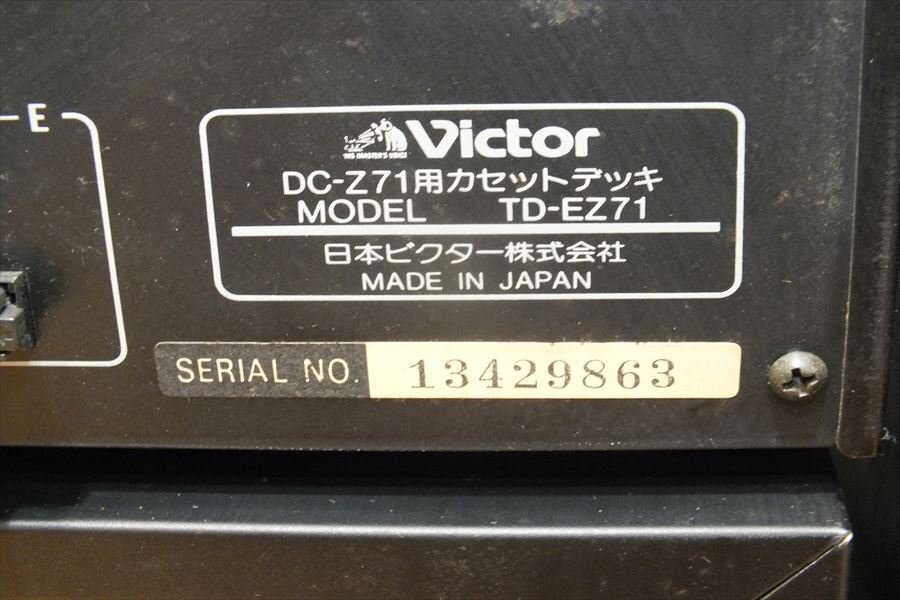 E
Victor
HIS MASTER'S VOICE
DC-Z71用カセットデッキ
MODEL TD-EZ71
日本ビクター株式会社
MADE IN JAPAN
SERIAL NO. 13429863